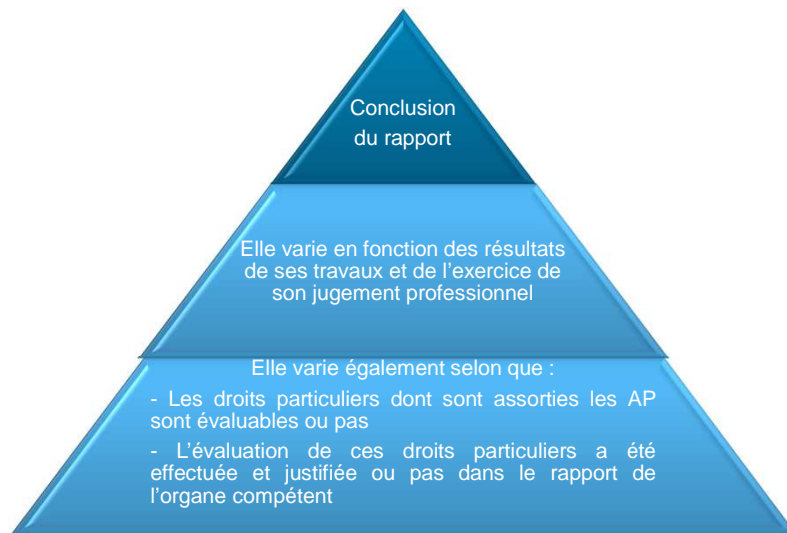 Conclusion
du rapport
Elle varie en fonction des résultats
de ses travaux et de l’exercice de
son jugement professionnel
Elle varie également selon que :
- Les droits particuliers dont sont assorties les AP
sont évaluables ou pas
- L’évaluation de ces droits particuliers a été
effectuée et justifiée ou pas dans le rapport de
l’organe compétent